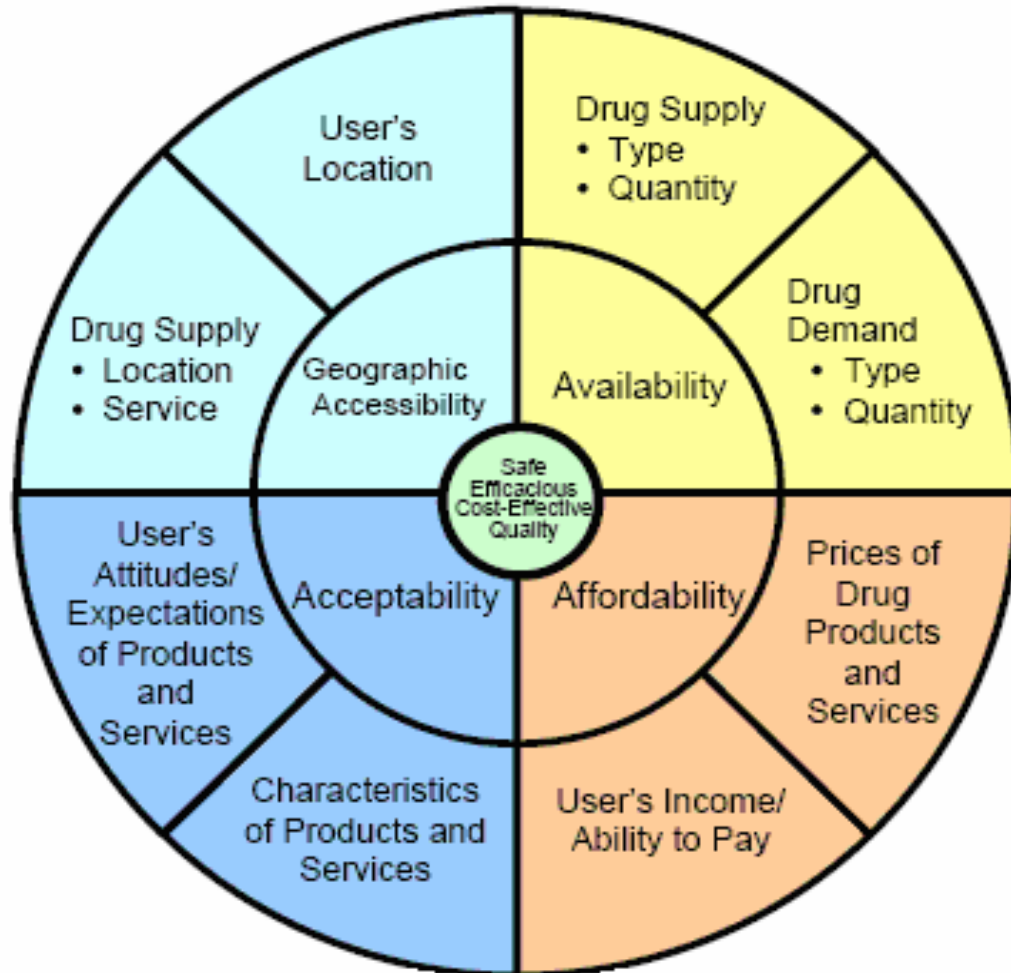 User's
Location
Drug Supply
• Type
• Quantity
Drug Supply
• Location
• Service
Geographic
Accessibility
Availability
Drug
Demand
• Type
• Quantity
Safe
Efficacious
Cost-Effective
Quality
User's
Attitudes/
Expectations
of Products
and
Services
Acceptability
Affordability
Prices of
Drug
Products
and
Services
Characteristics
of Products and
Services
User's Income/
Ability to Pay